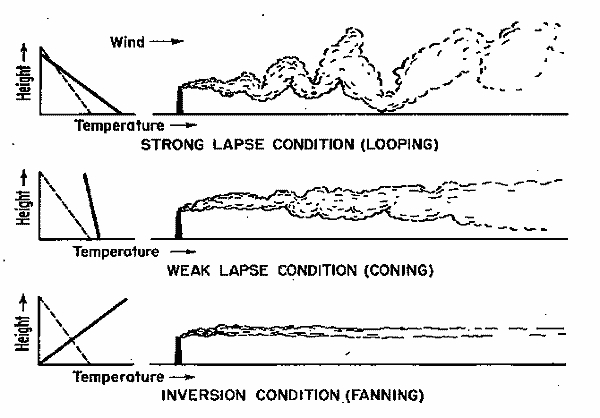 Wind
Height
Temperature
STRONG LAPSE CONDITION (LOOPING)
Height
Temperature
WEAK LAPSE CONDITION (CONING)
Height
Temperature
INVERSION CONDITION (FANNING)